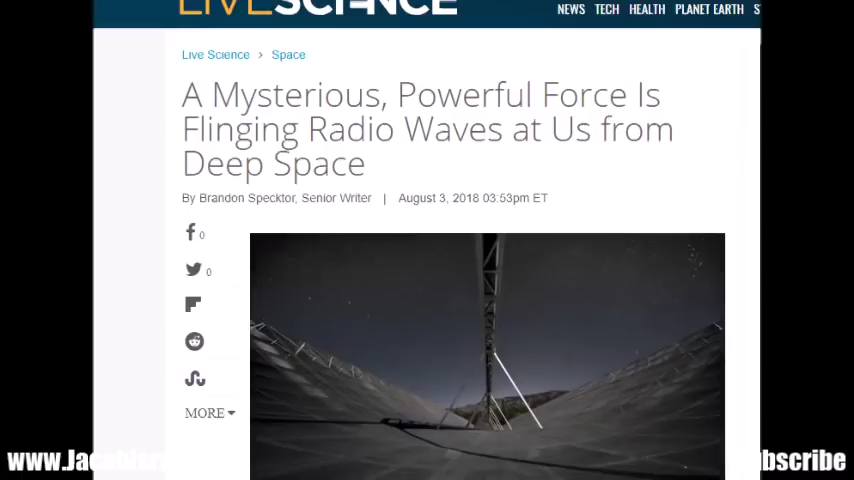 LIVESCIENCE
NEWS TECH HEALTH PLANET EARTH
Live Science > Space
A Mysterious, Powerful Force Is
Flinging Radio Waves at Us from
Deep Space
By Brandon Specktor, Senior Writer | August 3, 2018 03:53pm ET
0
0
MORE